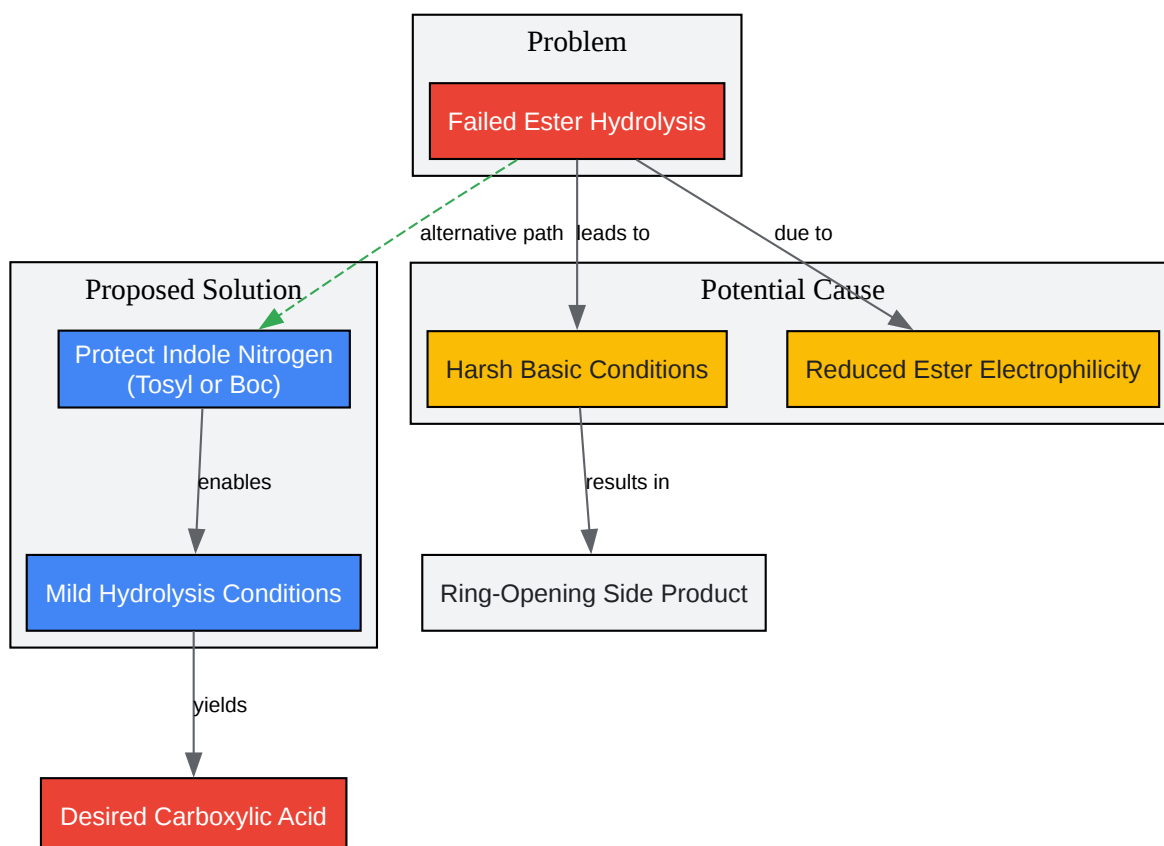 Problem
Failed Ester Hydrolysis
alternative path
leads to
due to
Proposed Solution
Potential Cause
Protect Indole Nitrogen
(Tosyl or Boc)
Harsh Basic Conditions
Reduced Ester Electrophilicity
enables
results in
Mild Hydrolysis Conditions
Ring-Opening Side Product
yields
Desired Carboxylic Acid